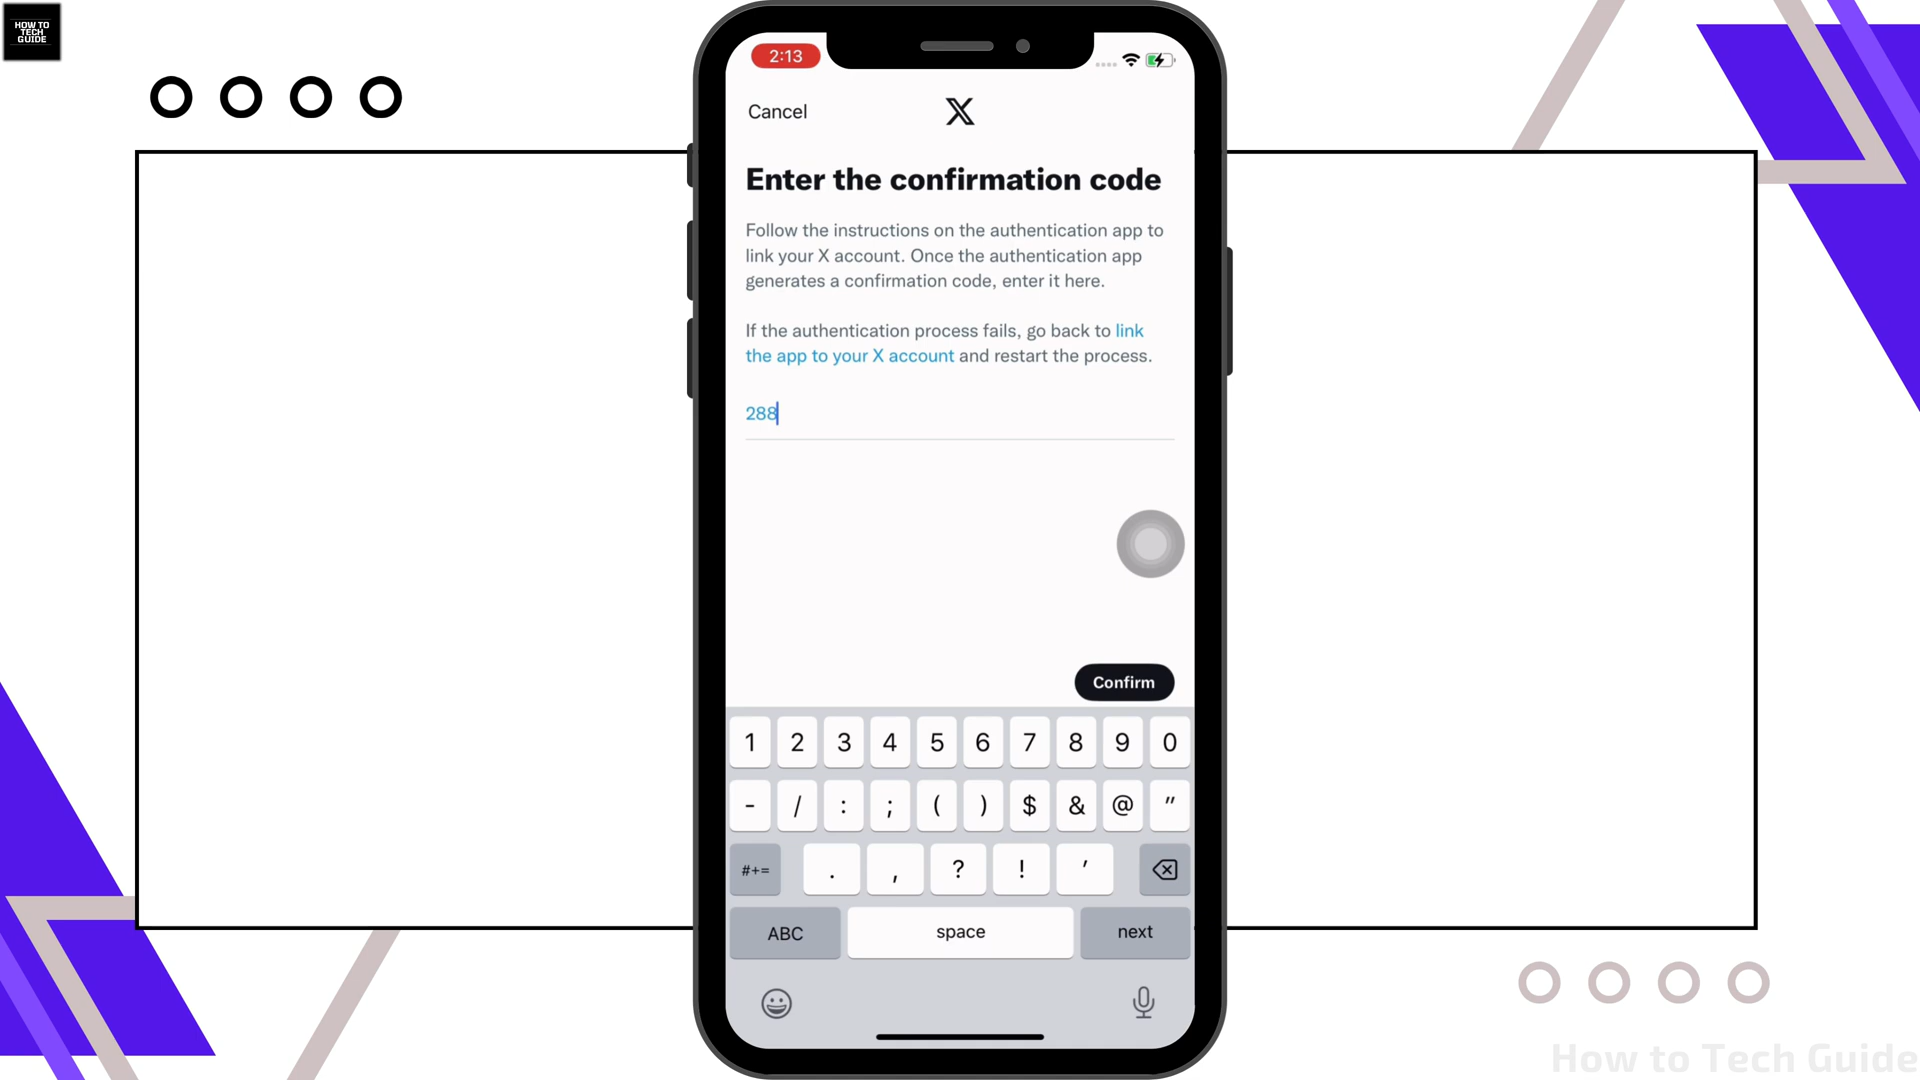 HOW TO
TECH
GUIDE
2:13
Cancel
X
Enter the confirmation code
Follow the instructions on the authentication app to
link your X account. Once the authentication app
generates a confirmation code, enter it here.
If the authentication process fails, go back to link
the app to your X account and restart the process.
288
Confirm
1 2 3 4 5 6 7 8 9 0
- / : ; ( ) $ & @ "
#+= . , ? ! '
ABC space next
How to Tech Guide